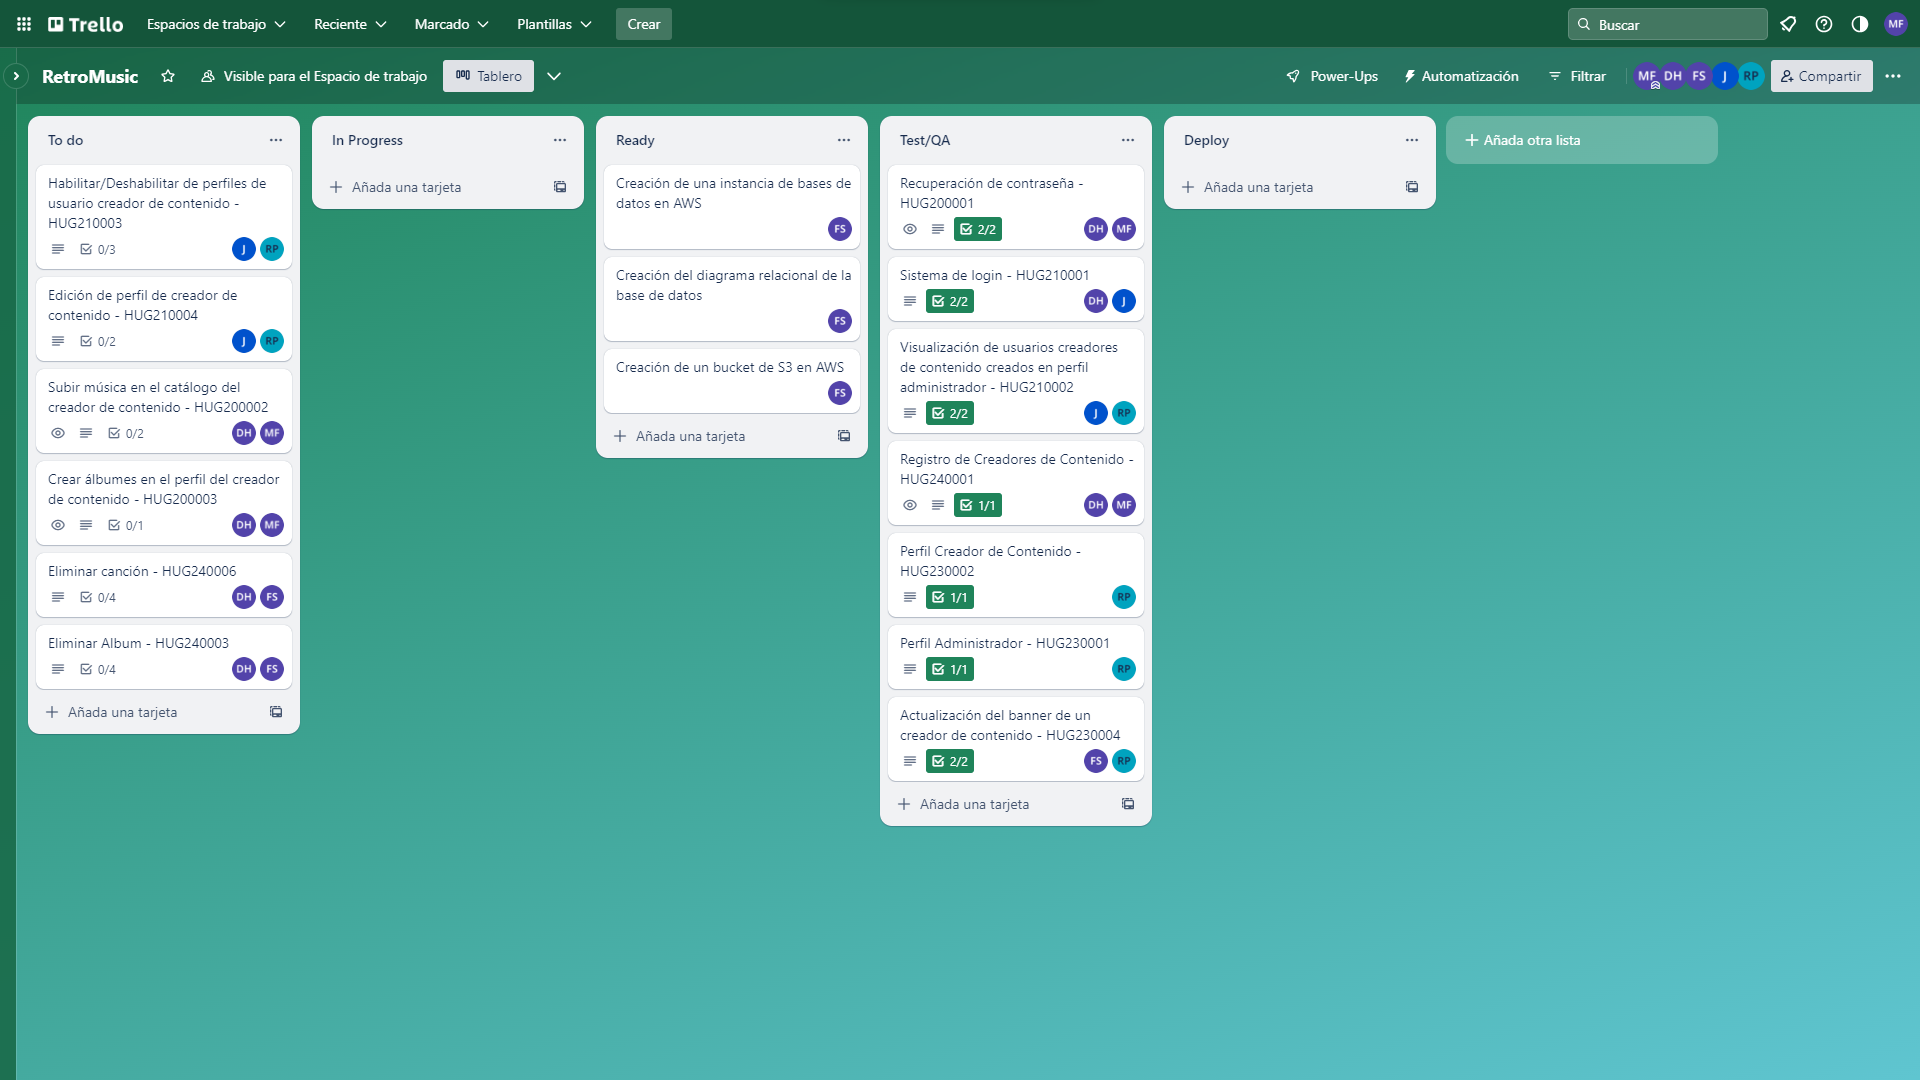 Trello
Espacios de trabajo
Reciente
Marcado
Plantillas
Crear
Buscar
MF
RetroMusic
Visible para el Espacio de trabajo
Tablero
Power-Ups
Automatización
Filtrar
MF DH FS J RP
Compartir
To do
Habilitar/Deshabilitar de perfiles de
usuario creador de contenido -
HUG210003
0/3
J RP
Edición de perfil de creador de
contenido - HUG210004
0/2
J RP
Subir música en el catálogo del
creador de contenido - HUG200002
0/2
DH MF
Crear álbumes en el perfil del creador
de contenido - HUG200003
0/1
DH MF
Eliminar canción - HUG240006
0/4
DH FS
Eliminar Album - HUG240003
0/4
DH FS
Añada una tarjeta
In Progress
Añada una tarjeta
Ready
Creación de una instancia de bases de
datos en AWS
FS
Creación del diagrama relacional de la
base de datos
FS
Creación de un bucket de S3 en AWS
FS
Añada una tarjeta
Test/QA
Recuperación de contraseña -
HUG200001
2/2
DH MF
Sistema de login - HUG210001
2/2
DH J
Visualización de usuarios creadores
de contenido creados en perfil
administrador - HUG210002
2/2
J RP
Registro de Creadores de Contenido -
HUG240001
1/1
DH MF
Perfil Creador de Contenido -
HUG230002
1/1
RP
Perfil Administrador - HUG230001
1/1
RP
Actualización del banner de un
creador de contenido - HUG230004
2/2
FS RP
Añada una tarjeta
Deploy
Añada una tarjeta
Añada otra lista